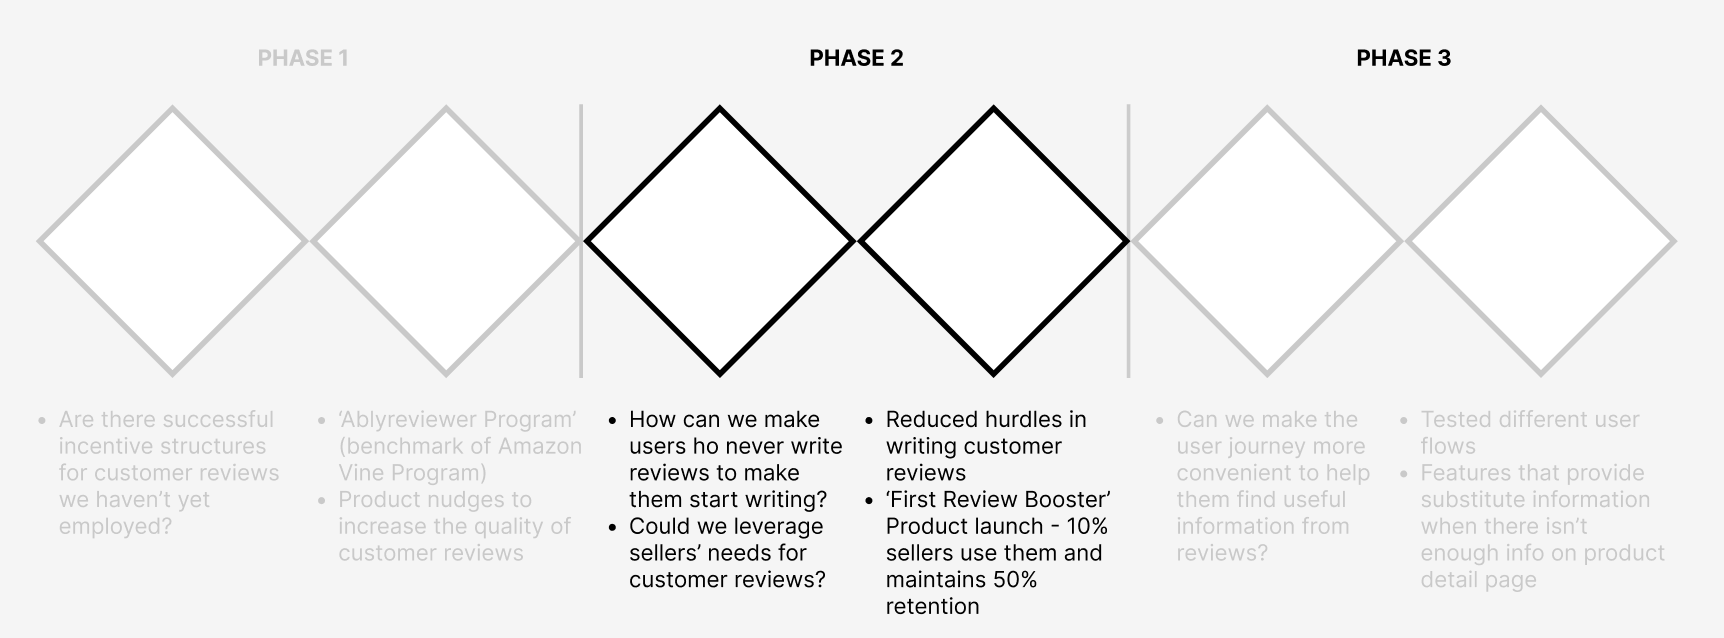 PHASE 1
PHASE 2
PHASE 3
• Are there successful
incentive structures
for customer reviews
we haven’t yet
employed?
• ‘Ablyreviewer Program’
(benchmark of Amazon
Vine Program)
• Product nudges to
increase the quality of
customer reviews
• How can we make
users ho never write
reviews to make
them start writing?
• Could we leverage
sellers’ needs for
customer reviews?
• Reduced hurdles in
writing customer
reviews
• ‘First Review Booster’
Product launch - 10%
sellers use them and
maintains 50%
retention
• Can we make the
user journey more
convenient to help
them find useful
information from
reviews?
• Tested different user
flows
• Features that provide
substitute information
when there isn’t
enough info on product
detail page